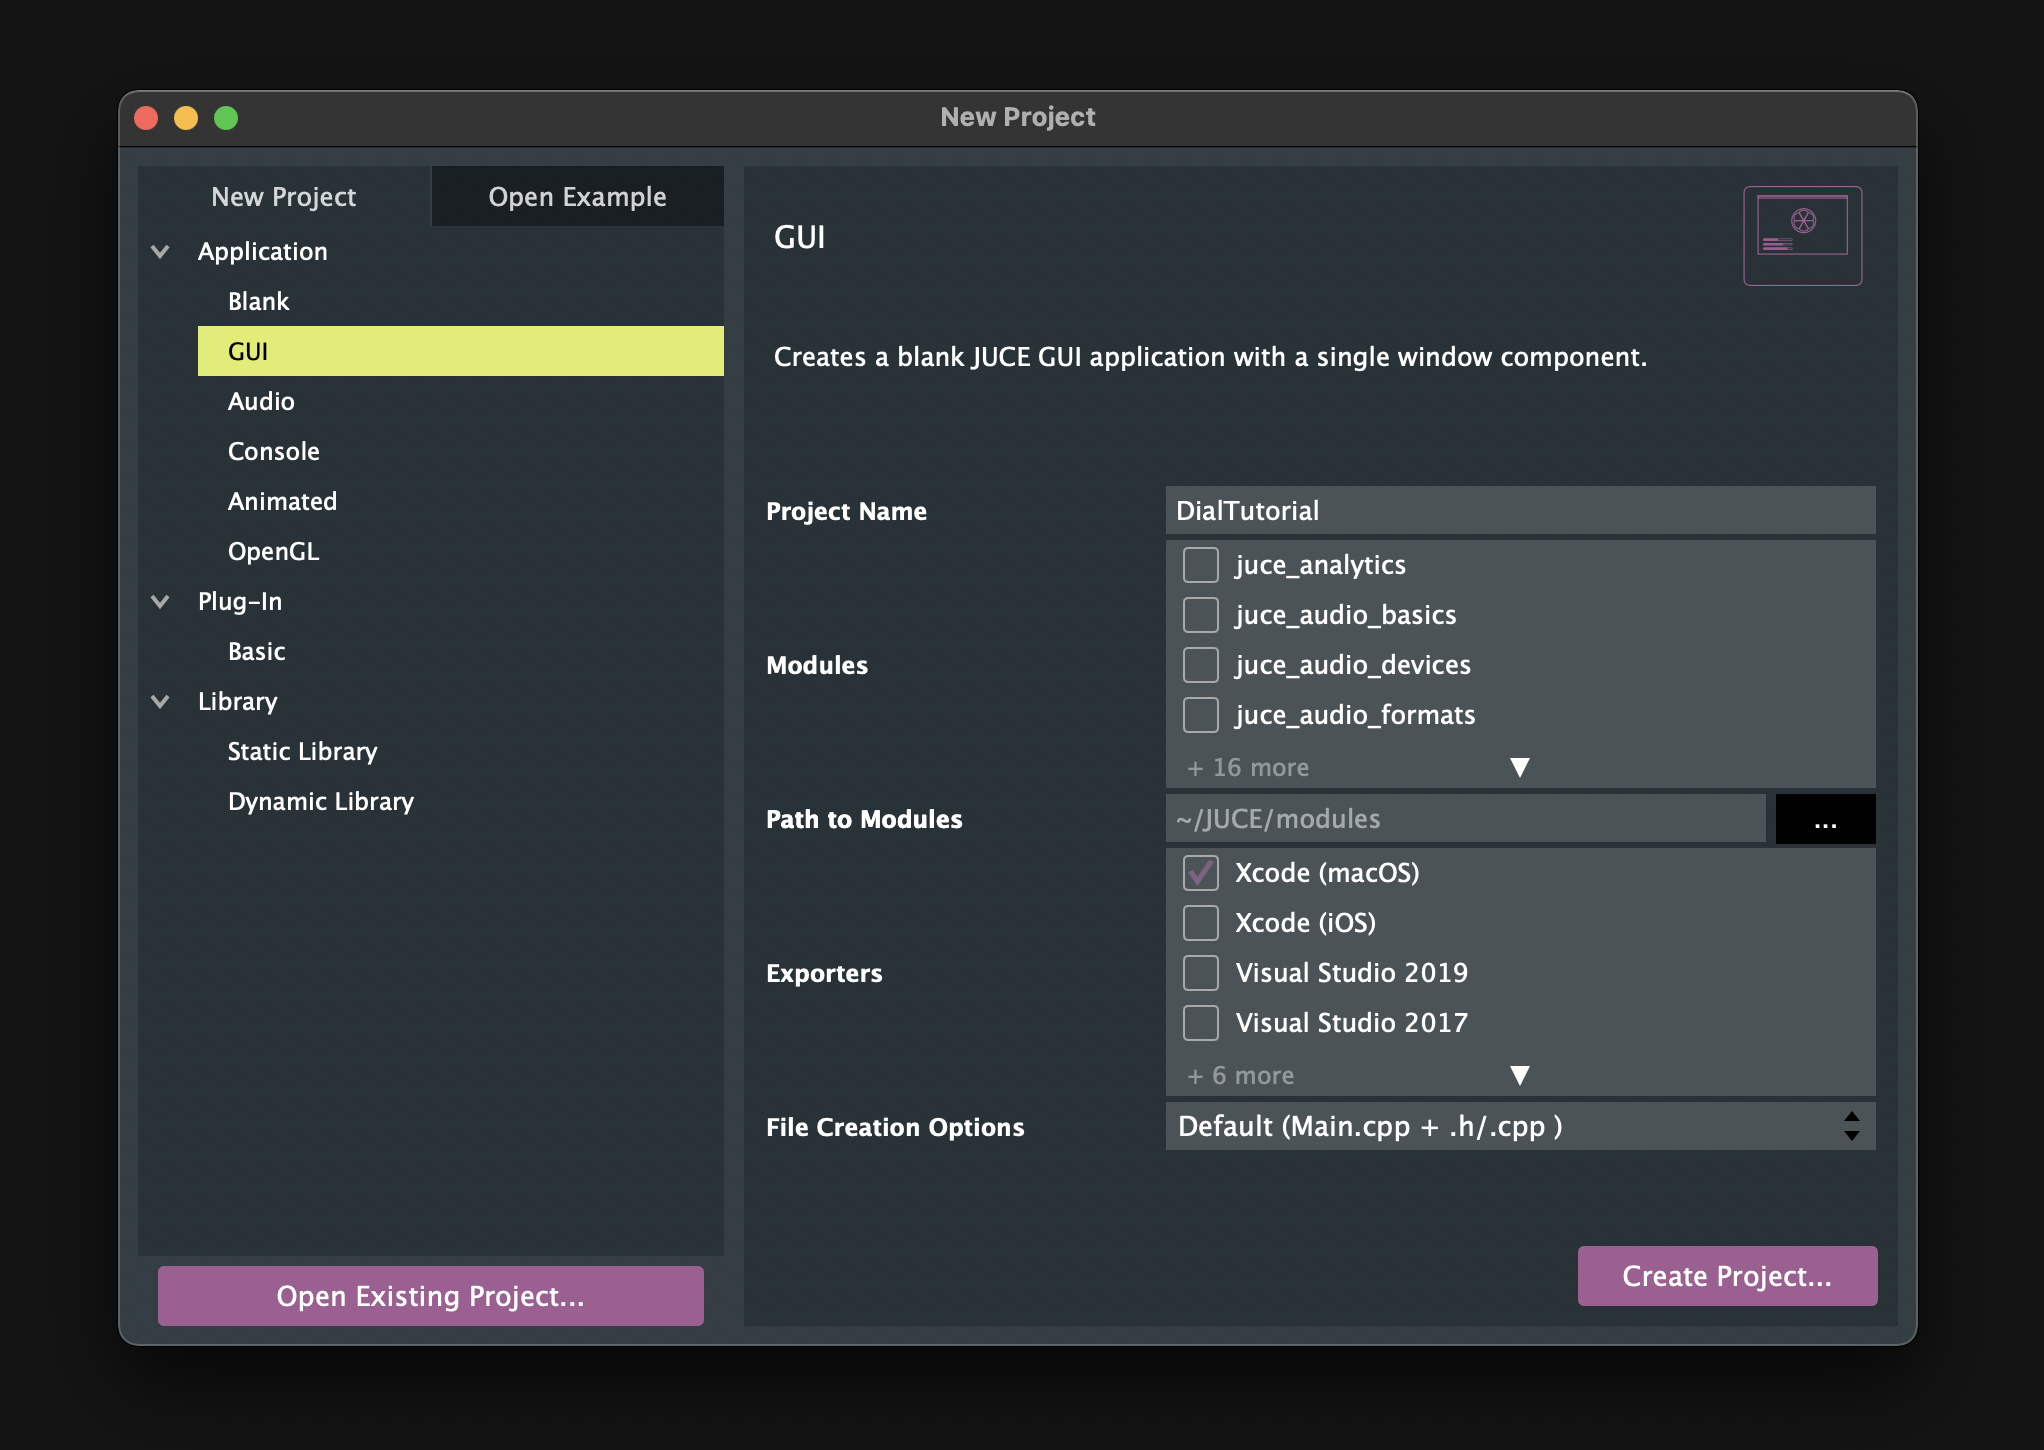 New Project
New Project
Open Example
Application
Blank
GUI
Audio
Console
Animated
OpenGL
Plug-In
Basic
Library
Static Library
Dynamic Library
Open Existing Project...
GUI
Creates a blank JUCE GUI application with a single window component.
Project Name
DialTutorial
Modules
juce_analytics
juce_audio_basics
juce_audio_devices
juce_audio_formats
+ 16 more
Path to Modules
~/JUCE/modules
...
Exporters
Xcode (macOS)
Xcode (iOS)
Visual Studio 2019
Visual Studio 2017
+ 6 more
File Creation Options
Default (Main.cpp + .h/.cpp )
Create Project...